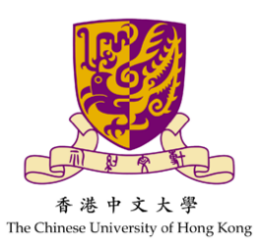 香港中文大學
The Chinese University of Hong Kong